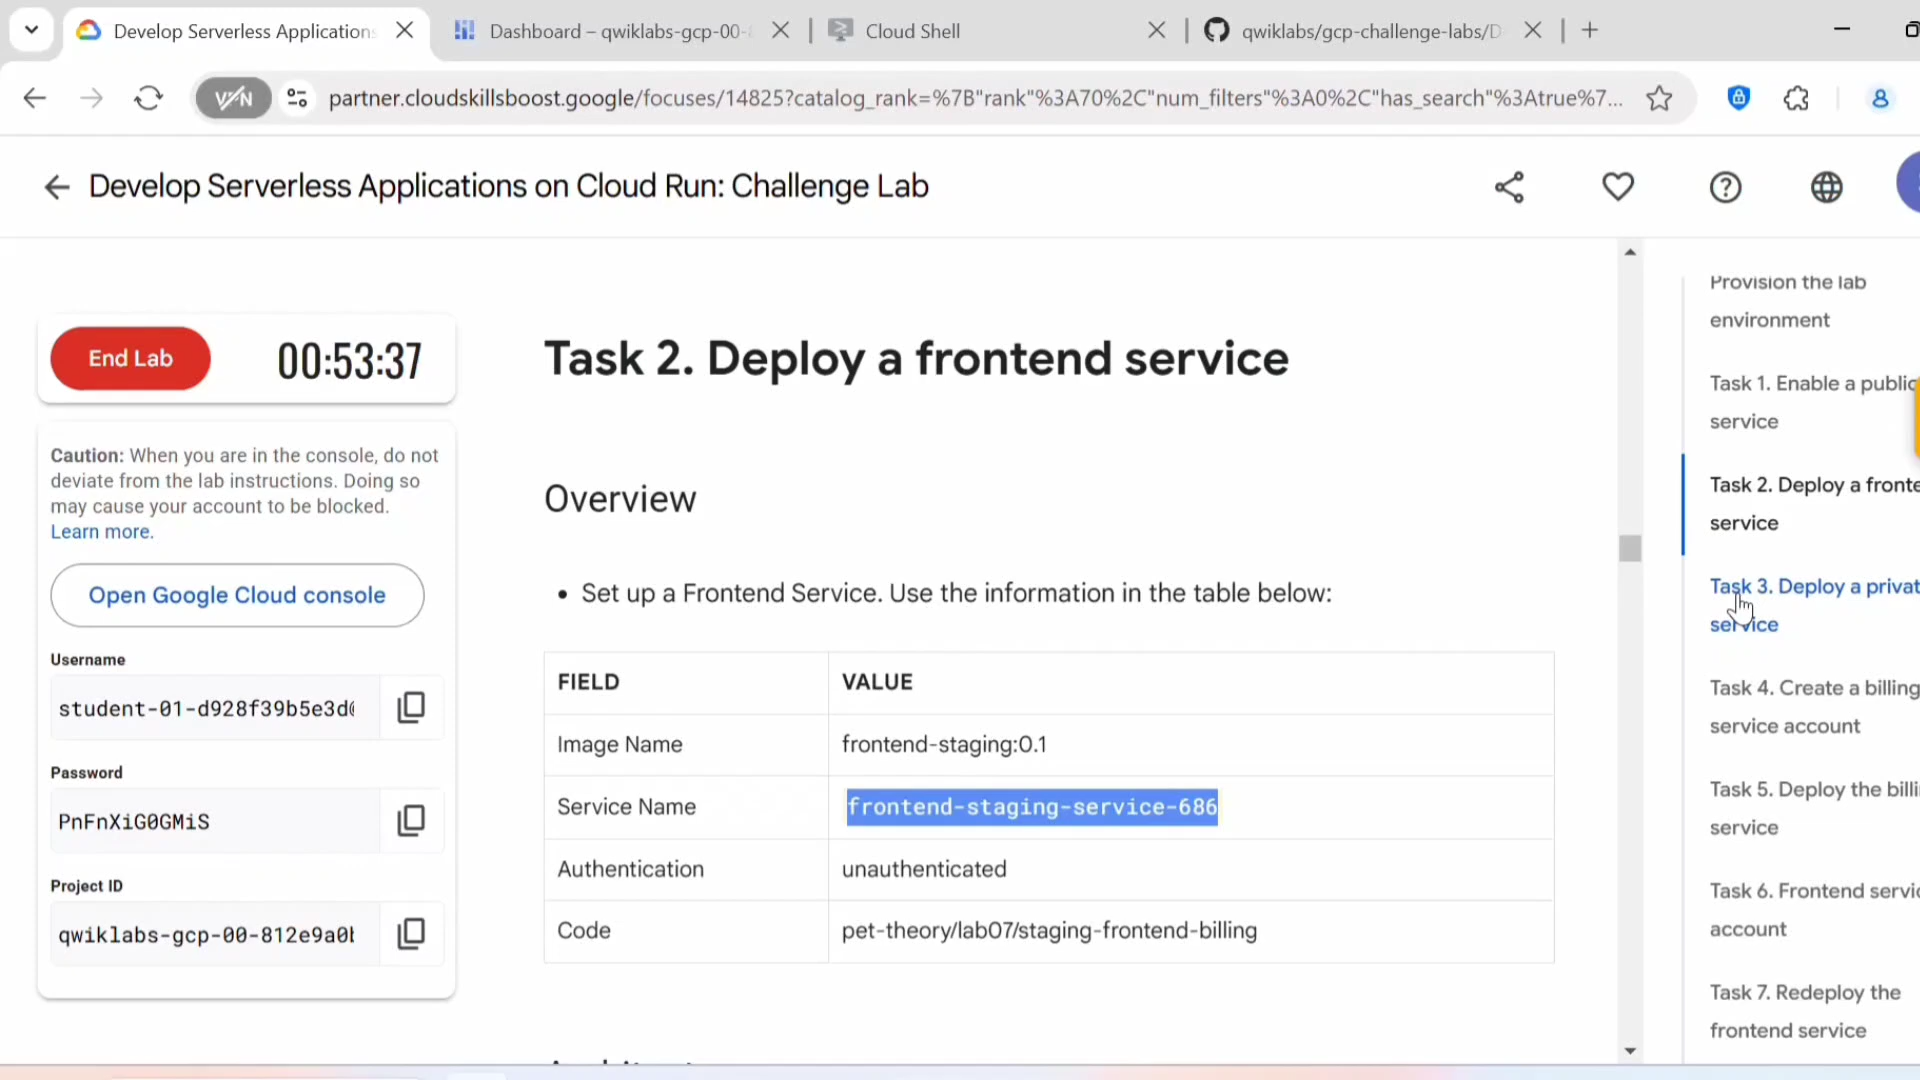 Develop Serverless Applications
Dashboard – qwiklabs-gcp-00-
Cloud Shell
qwiklabs/gcp-challenge-labs/D
VPN
partner.cloudskillsboost.google/focuses/14825?catalog_rank=%7B"rank"%3A70%2C"num_filters"%3A0%2C"has_search"%3Atrue%7...
Develop Serverless Applications on Cloud Run: Challenge Lab
End Lab
00:53:37
Caution: When you are in the console, do not
deviate from the lab instructions. Doing so
may cause your account to be blocked.
Learn more.
Open Google Cloud console
Username
student-01-d928f39b5e3d
Password
PnFnXiG0GMiS
Project ID
qwiklabs-gcp-00-812e9a0
Task 2. Deploy a frontend service
Overview
• Set up a Frontend Service. Use the information in the table below:
FIELD VALUE
Image Name frontend-staging:0.1
Service Name frontend-staging-service-686
Authentication unauthenticated
Code pet-theory/lab07/staging-frontend-billing
Provision the lab
environment
Task 1. Enable a public
service
Task 2. Deploy a fronte
service
Task 3. Deploy a privat
service
Task 4. Create a billing
service account
Task 5. Deploy the billi
service
Task 6. Frontend servic
account
Task 7. Redeploy the
frontend service